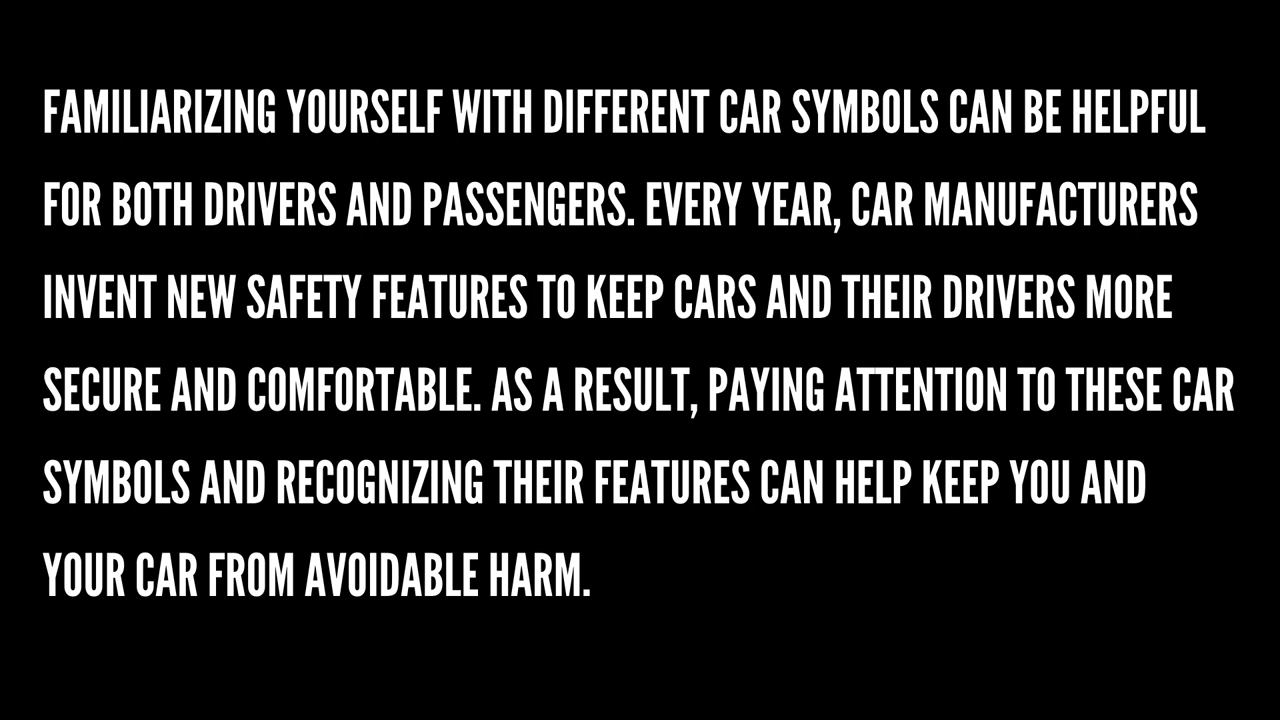 FAMILIARIZING YOURSELF WITH DIFFERENT CAR SYMBOLS CAN BE HELPFUL
FOR BOTH DRIVERS AND PASSENGERS. EVERY YEAR, CAR MANUFACTURERS
INVENT NEW SAFETY FEATURES TO KEEP CARS AND THEIR DRIVERS MORE
SECURE AND COMFORTABLE. AS A RESULT, PAYING ATTENTION TO THESE CAR
SYMBOLS AND RECOGNIZING THEIR FEATURES CAN HELP KEEP YOU AND
YOUR CAR FROM AVOIDABLE HARM.